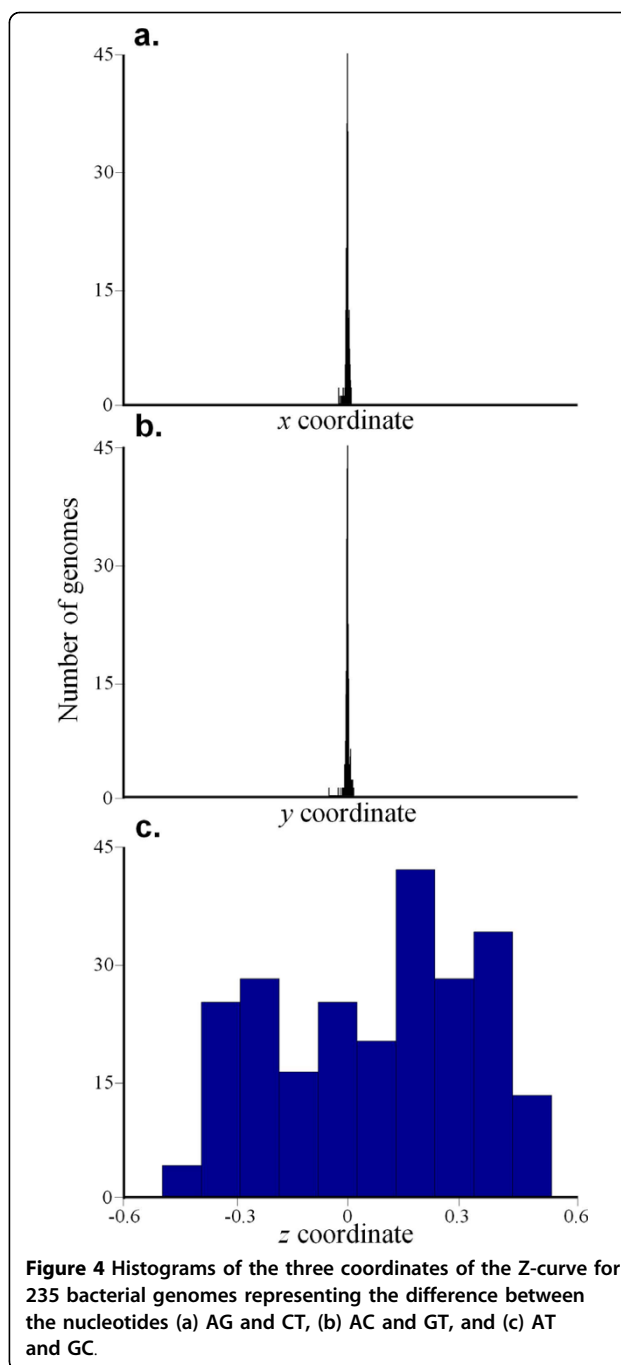 a.
45
30
15
0
x coordinate
b.
45
30
15
0
y coordinate
Number of genomes
c.
45
30
15
0
-0.6 -0.3 0 0.3 0.6
z coordinate
Figure 4 Histograms of the three coordinates of the Z-curve for
235 bacterial genomes representing the difference between
the nucleotides (a) AG and CT, (b) AC and GT, and (c) AT
and GC.